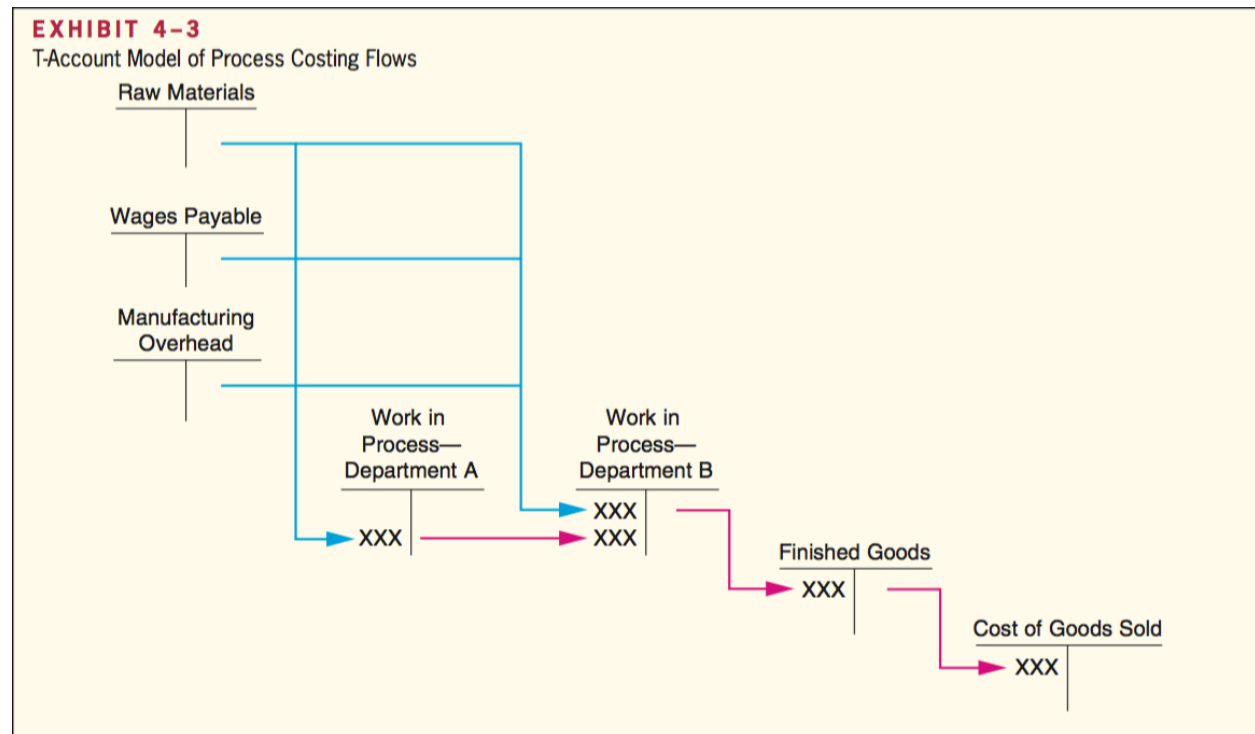 EXHIBIT 4–3
T-Account Model of Process Costing Flows
Raw Materials
Wages Payable
Manufacturing
Overhead
Work in
Process—
Department A
XXX
Work in
Process—
Department B
XXX
XXX
Finished Goods
XXX
Cost of Goods Sold
XXX